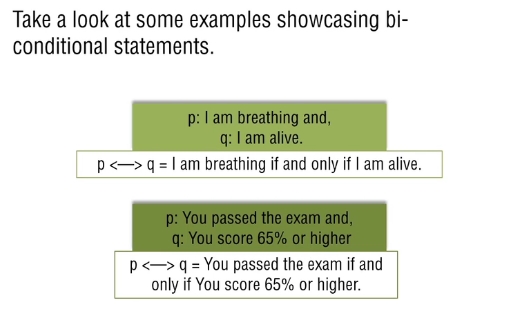 Take a look at some examples showcasing bi-
conditional statements.
p: I am breathing and,
q: I am alive.
p <—> q = I am breathing if and only if I am alive.
p: You passed the exam and,
q: You score 65% or higher
p <—> q = You passed the exam if and
only if You score 65% or higher.